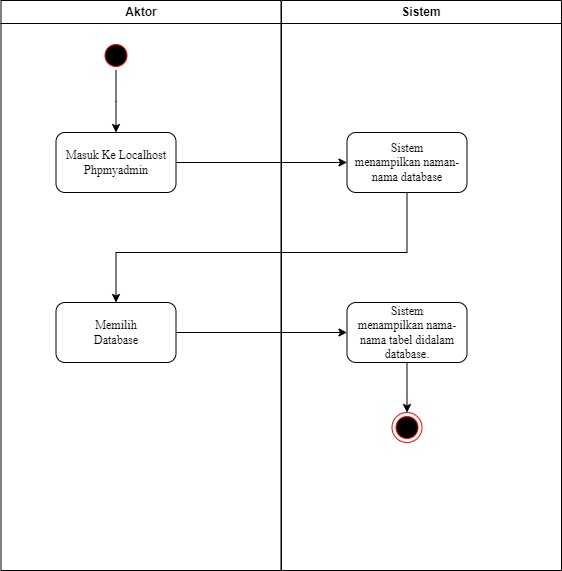 Aktor
Sistem
Masuk Ke Localhost
Phpmyadmin
Sistem
menampilkan naman-
nama database
Memilih
Database
Sistem
menampilkan nama-
nama tabel didalam
database.